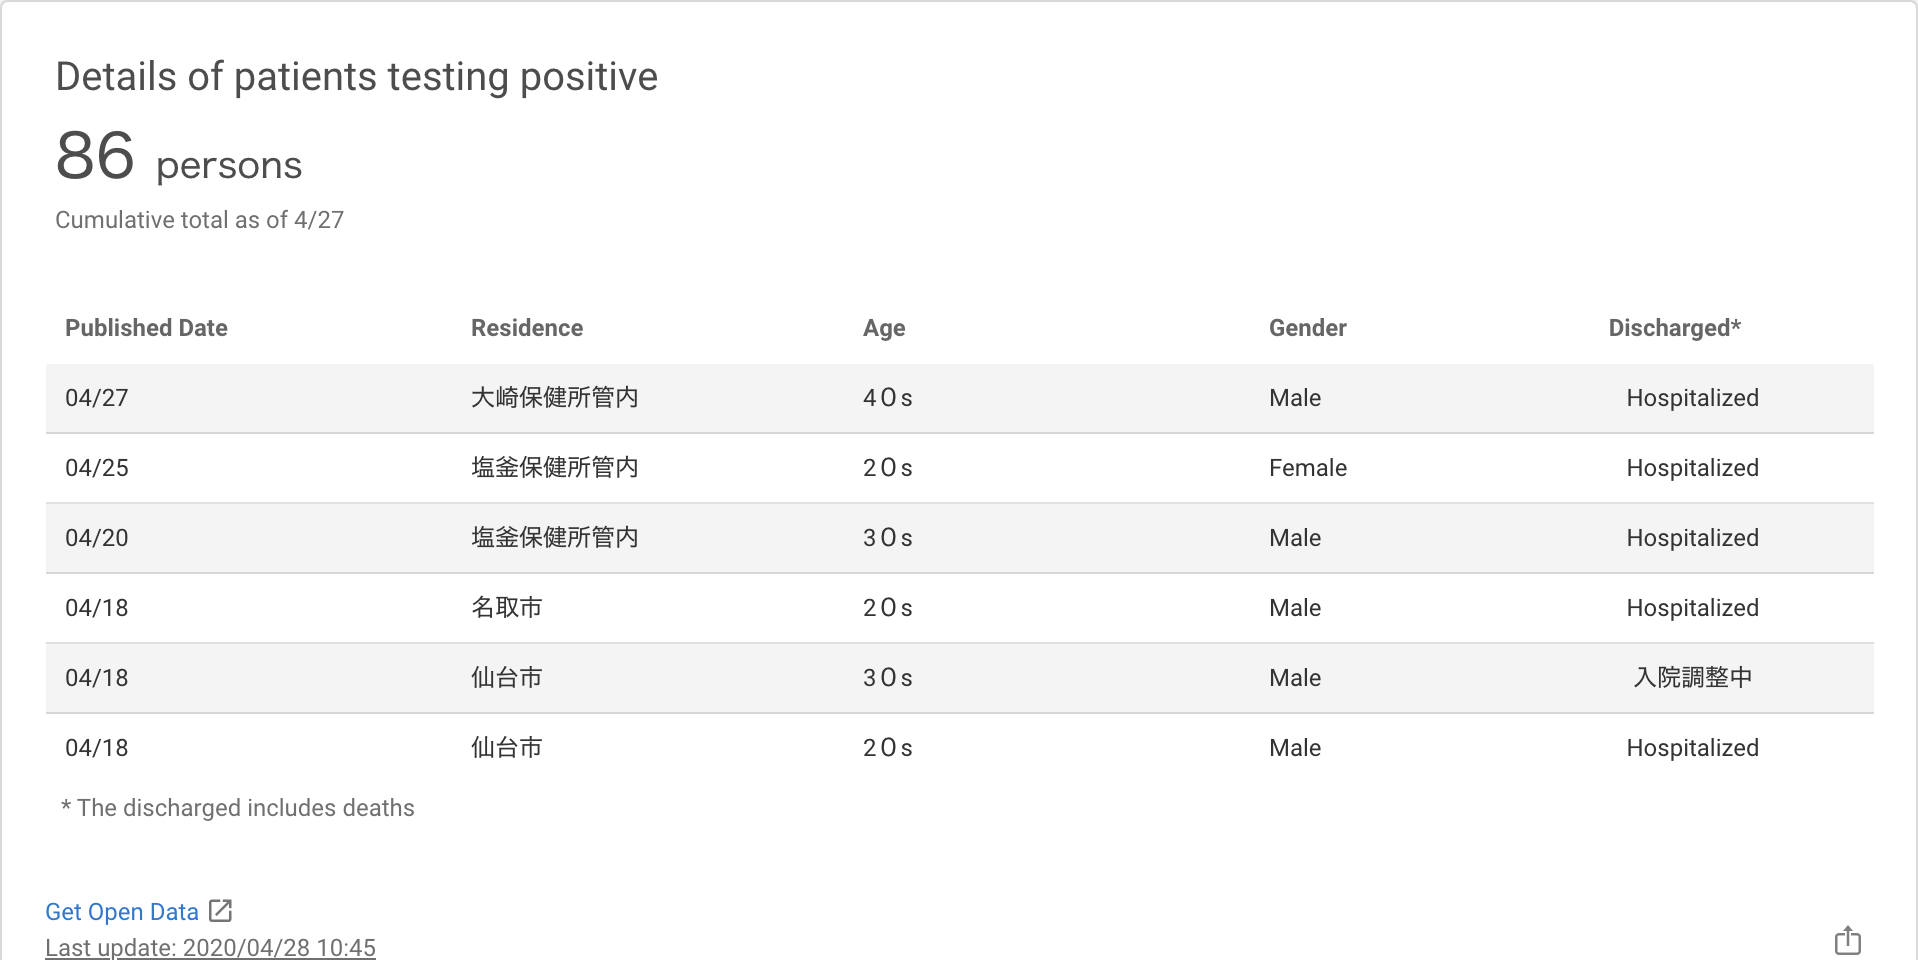 Details of patients testing positive
86 persons
Cumulative total as of 4/27
Published Date Residence Age Gender Discharged*
04/27 大崎保健所管内 4０s Male Hospitalized
04/25 塩釜保健所管内 2０s Female Hospitalized
04/20 塩釜保健所管内 3０s Male Hospitalized
04/18 名取市 2０s Male Hospitalized
04/18 仙台市 3０s Male 入院調整中
04/18 仙台市 2０s Male Hospitalized
* The discharged includes deaths
Get Open Data
Last update: 2020/04/28 10:45